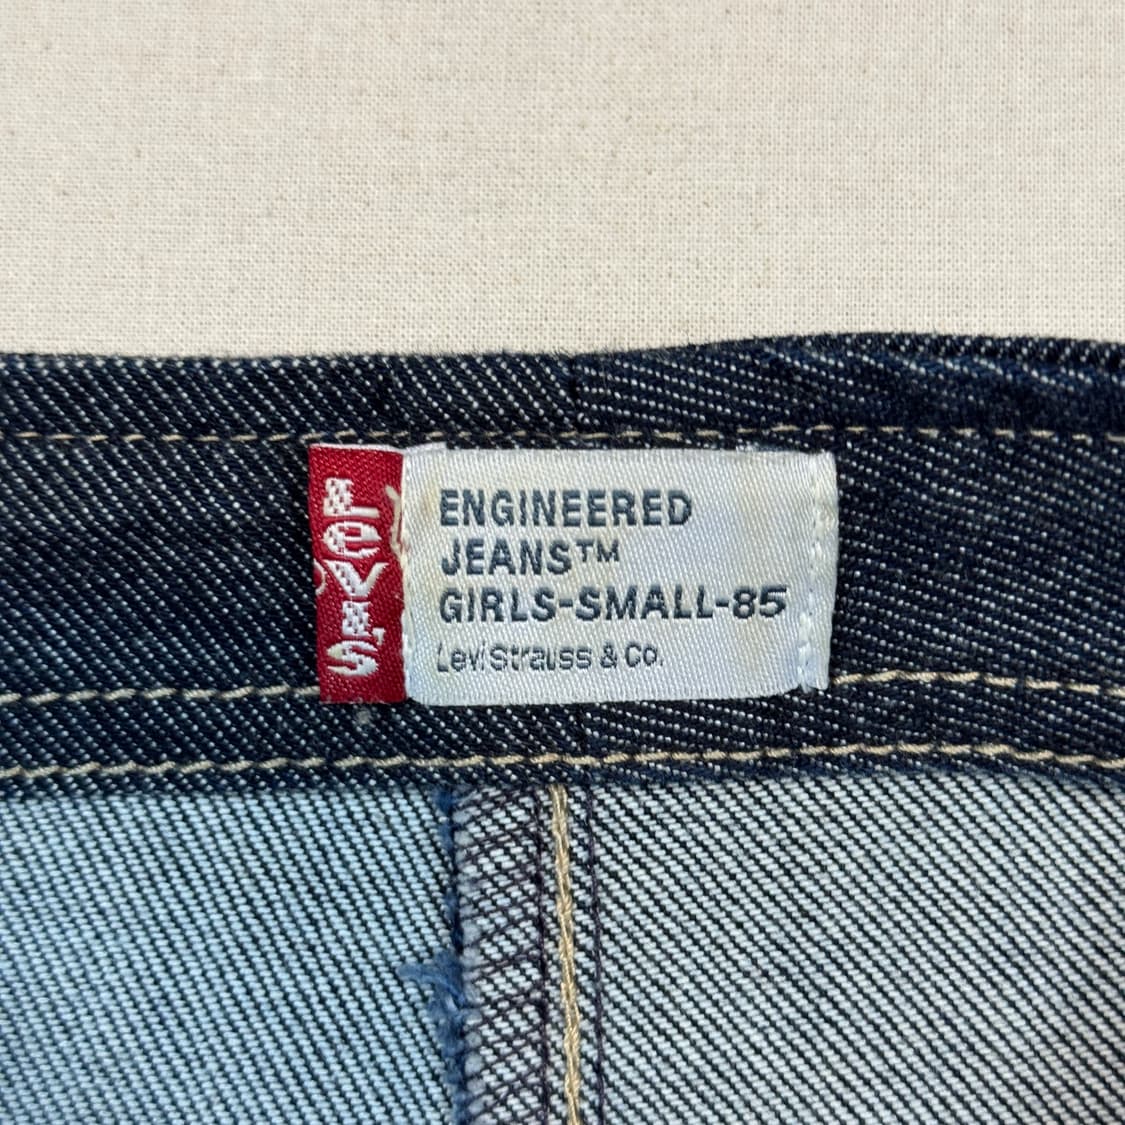 LEVI'S
ENGINEERED
JEANS™
GIRLS-SMALL-85
Levi Strauss & Co.